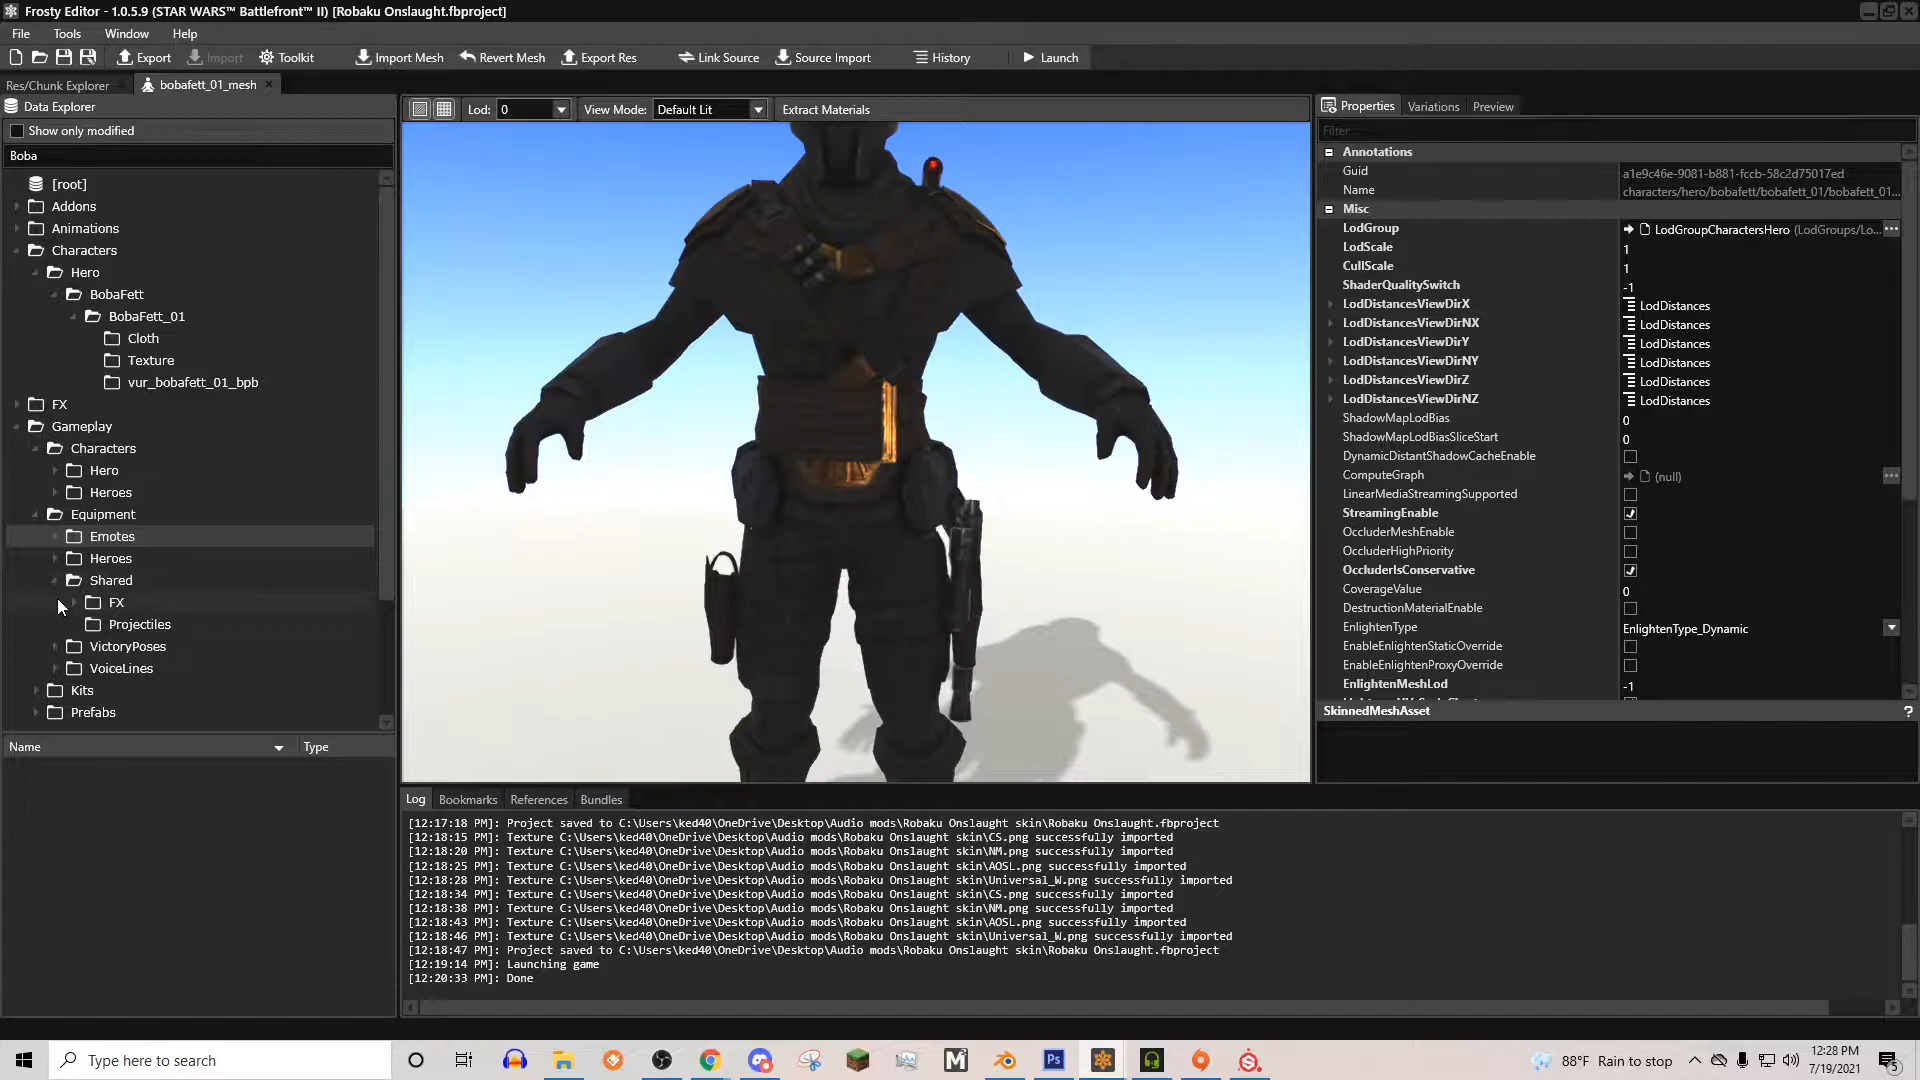 Frosty Editor - 1.0.5.9 (STAR WARS™ Battlefront™ II) [Robaku Onslaught.fbproject]
File Tools Window Help
Export Import Toolkit Import Mesh Revert Mesh Export Res Link Source Source Import History Launch
Res/Chunk Explorer bobafett_01_mesh
Data Explorer
Show only modified
Boba
[root]
Addons
Animations
Characters
Hero
BobaFett
BobaFett_01
Cloth
Texture
vur_bobafett_01_bpb
FX
Gameplay
Characters
Hero
Heroes
Equipment
Emotes
Heroes
Shared
FX
Projectiles
VictoryPoses
VoiceLines
Kits
Prefabs
Name Type
Lod: 0 View Mode: Default Lit Extract Materials
Properties Variations Preview
Filter
Annotations
Guid a1e9c46e-9081-b881-fccb-58c2d75017ed
Name characters/hero/bobafett/bobafett_01/bobafett_01...
Misc
LodGroup LodGroupCharactersHero (LodGroups/Lo...
LodScale 1
CullScale 1
ShaderQualitySwitch -1
LodDistancesViewDirX LodDistances
LodDistancesViewDirNX LodDistances
LodDistancesViewDirY LodDistances
LodDistancesViewDirNY LodDistances
LodDistancesViewDirZ LodDistances
LodDistancesViewDirNZ LodDistances
ShadowMapLodBias 0
ShadowMapLodBiasSliceStart 0
DynamicDistantShadowCacheEnable
ComputeGraph (null)
LinearMediaStreamingSupported
StreamingEnable
OccluderMeshEnable
OccluderHighPriority
OccluderIsConservative
CoverageValue 0
DestructionMaterialEnable
EnlightenType EnlightenType_Dynamic
EnableEnlightenStaticOverride
EnableEnlightenProxyOverride
EnlightenMeshLod -1
SkinnedMeshAsset ?
Log Bookmarks References Bundles
[12:17:18 PM]: Project saved to C:\Users\ked40\OneDrive\Desktop\Audio mods\Robaku Onslaught skin\Robaku Onslaught.fbproject
[12:18:15 PM]: Texture C:\Users\ked40\OneDrive\Desktop\Audio mods\Robaku Onslaught skin\CS.png successfully imported
[12:18:20 PM]: Texture C:\Users\ked40\OneDrive\Desktop\Audio mods\Robaku Onslaught skin\NM.png successfully imported
[12:18:25 PM]: Texture C:\Users\ked40\OneDrive\Desktop\Audio mods\Robaku Onslaught skin\AOSL.png successfully imported
[12:18:28 PM]: Texture C:\Users\ked40\OneDrive\Desktop\Audio mods\Robaku Onslaught skin\Universal_W.png successfully imported
[12:18:34 PM]: Texture C:\Users\ked40\OneDrive\Desktop\Audio mods\Robaku Onslaught skin\CS.png successfully imported
[12:18:38 PM]: Texture C:\Users\ked40\OneDrive\Desktop\Audio mods\Robaku Onslaught skin\NM.png successfully imported
[12:18:43 PM]: Texture C:\Users\ked40\OneDrive\Desktop\Audio mods\Robaku Onslaught skin\AOSL.png successfully imported
[12:18:46 PM]: Texture C:\Users\ked40\OneDrive\Desktop\Audio mods\Robaku Onslaught skin\Universal_W.png successfully imported
[12:18:47 PM]: Project saved to C:\Users\ked40\OneDrive\Desktop\Audio mods\Robaku Onslaught skin\Robaku Onslaught.fbproject
[12:19:14 PM]: Launching game
[12:20:33 PM]: Done
Type here to search
88°F Rain to stop
12:28 PM
7/19/2021
5